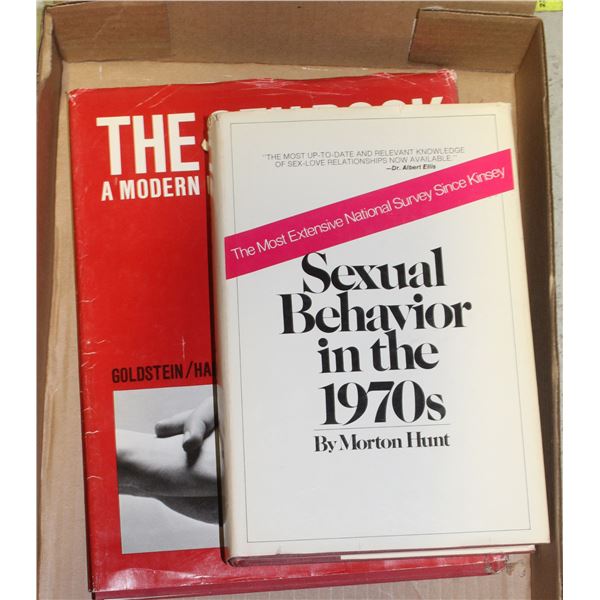 THE
A MODERN
GOLDSTEIN/HA
"THE MOST UP-TO-DATE AND RELEVANT KNOWLEDGE
OF SEX-LOVE RELATIONSHIPS NOW AVAILABLE."
—Dr. Albert Ellis
The Most Extensive National Survey Since Kinsey
Sexual
Behavior
in the
1970s
By Morton Hunt